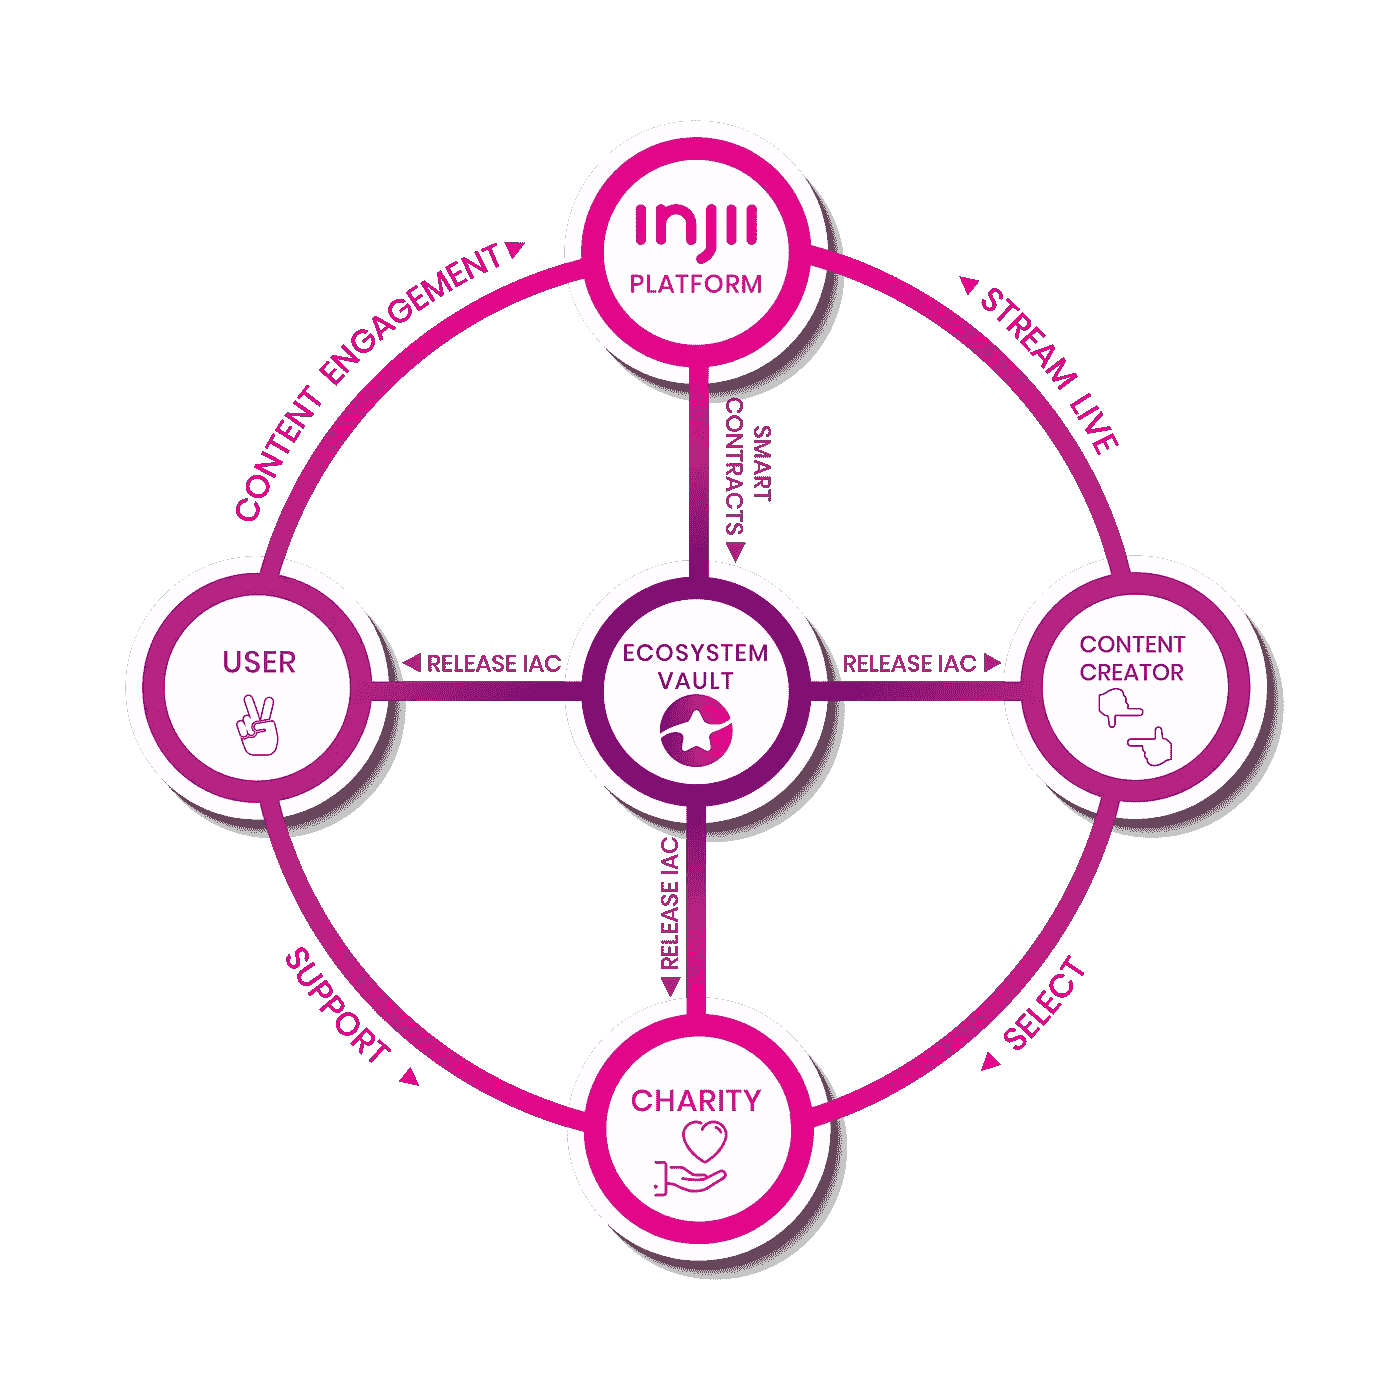 INJII
PLATFORM
CONTENT ENGAGEMENT
STREAM LIVE
SMART
CONTRACTS
USER
RELEASE IAC
ECOSYSTEM
VAULT
RELEASE IAC
CONTENT
CREATOR
RELEASE IAC
SUPPORT
SELECT
CHARITY